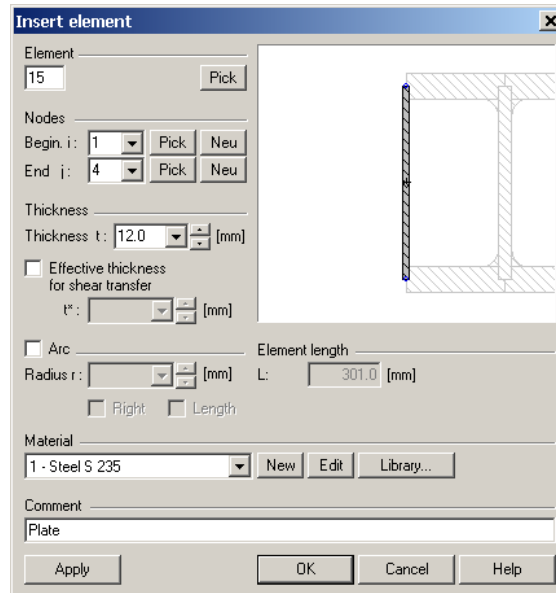 Insert element
Element
15 Pick
Nodes
Begin. i: 1 Pick Neu
End j: 4 Pick Neu
Thickness
Thickness t: 12.0 [mm]
Effective thickness
for shear transfer
t*: [mm]
Arc
Radius r: [mm]
Right Length
Element length
L: 301.0 [mm]
Material
1 - Steel S 235 New Edit Library...
Comment
Plate
Apply OK Cancel Help